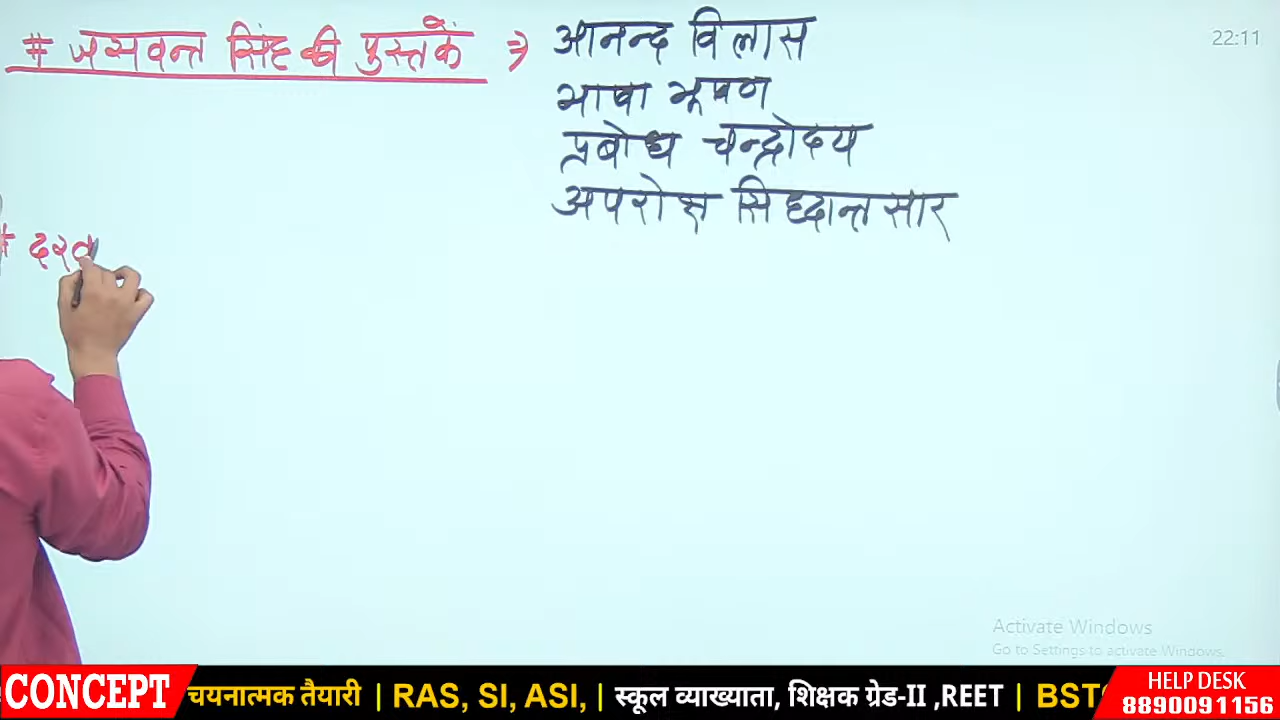 # जसवन्त सिंह की पुस्तकें ⇒ आनन्द विलास
भाषा भूषण
प्रबोध चन्द्रोदय
अपरोक्ष सिद्धान्त सार
22:11
#
Activate Windows
Go to Settings to activate Windows.
CONCEPT चयनात्मक तैयारी | RAS, SI, ASI, | स्कूल व्याख्याता, शिक्षक ग्रेड-II ,REET |
HELP DESK
8890091156